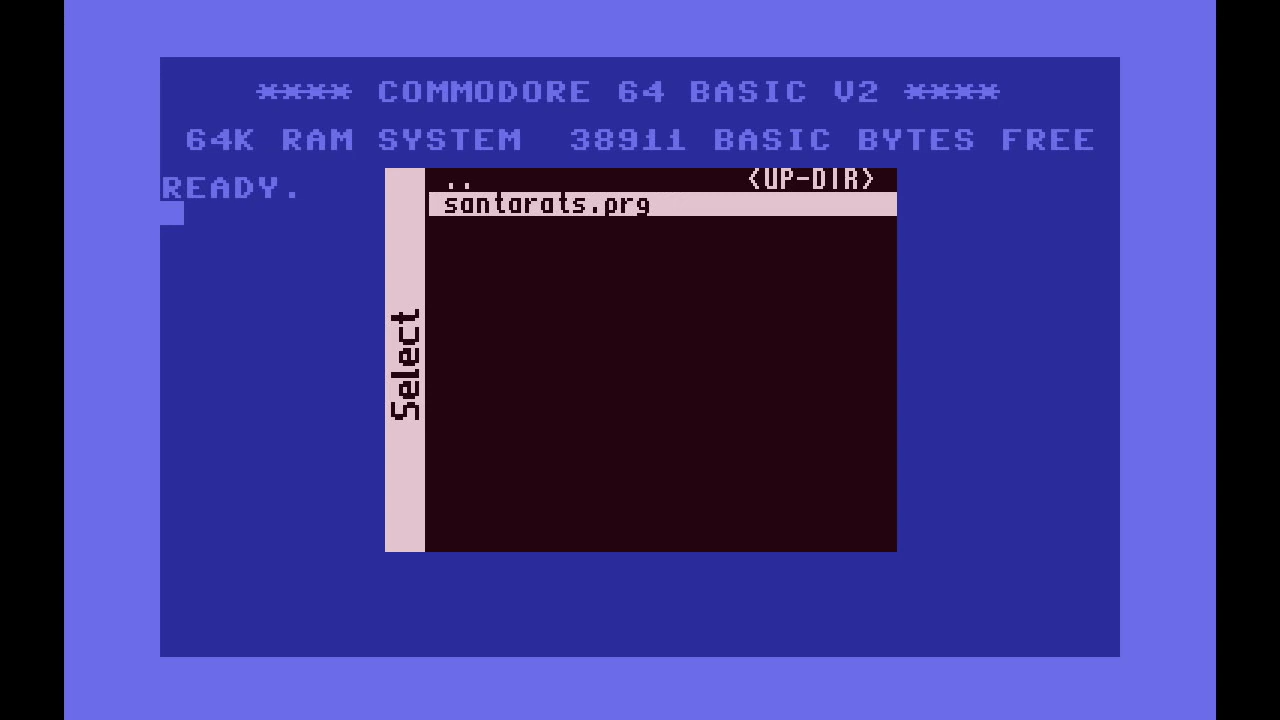 **** COMMODORE 64 BASIC V2 ****
64K RAM SYSTEM  38911 BASIC BYTES FREE
READY.
.. <UP-DIR>
santarats.prg
Select